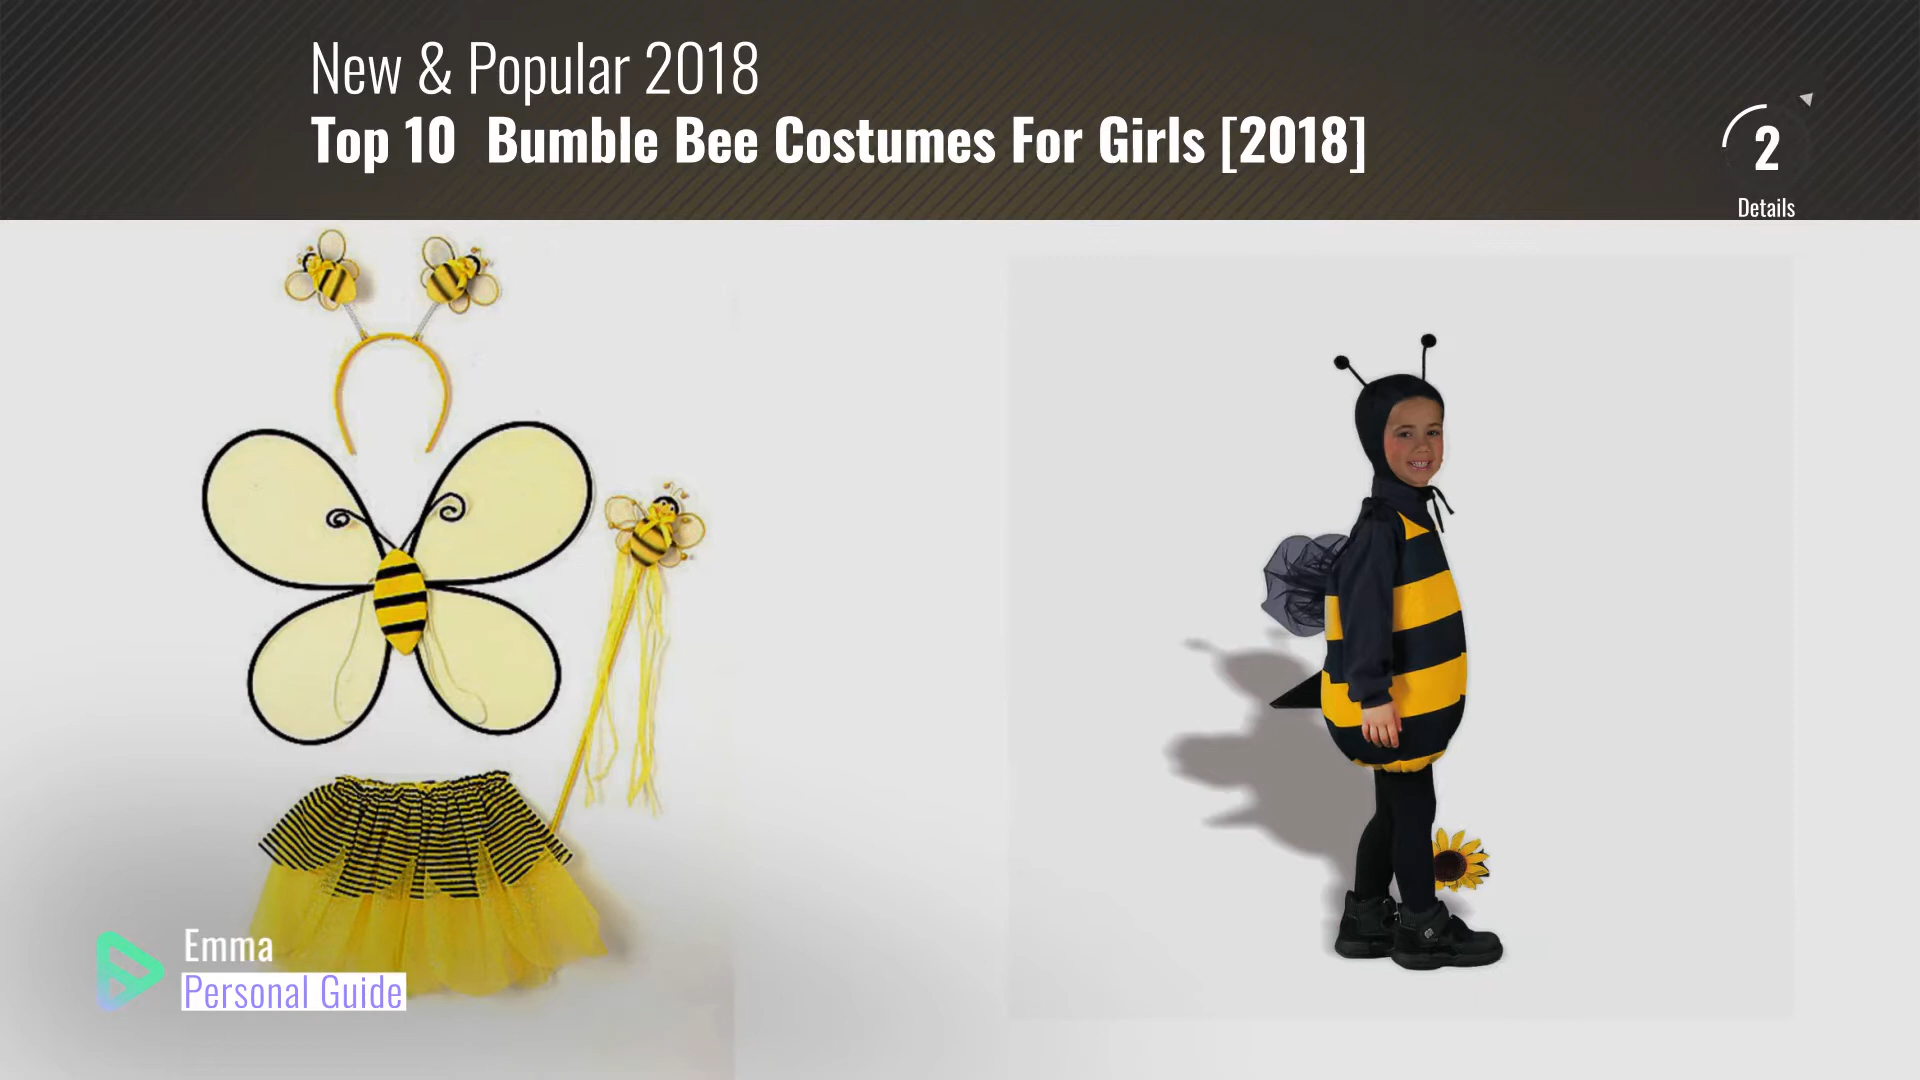 New & Popular 2018
Top 10 Bumble Bee Costumes For Girls [2018]
2
Details
Emma
Personal Guide